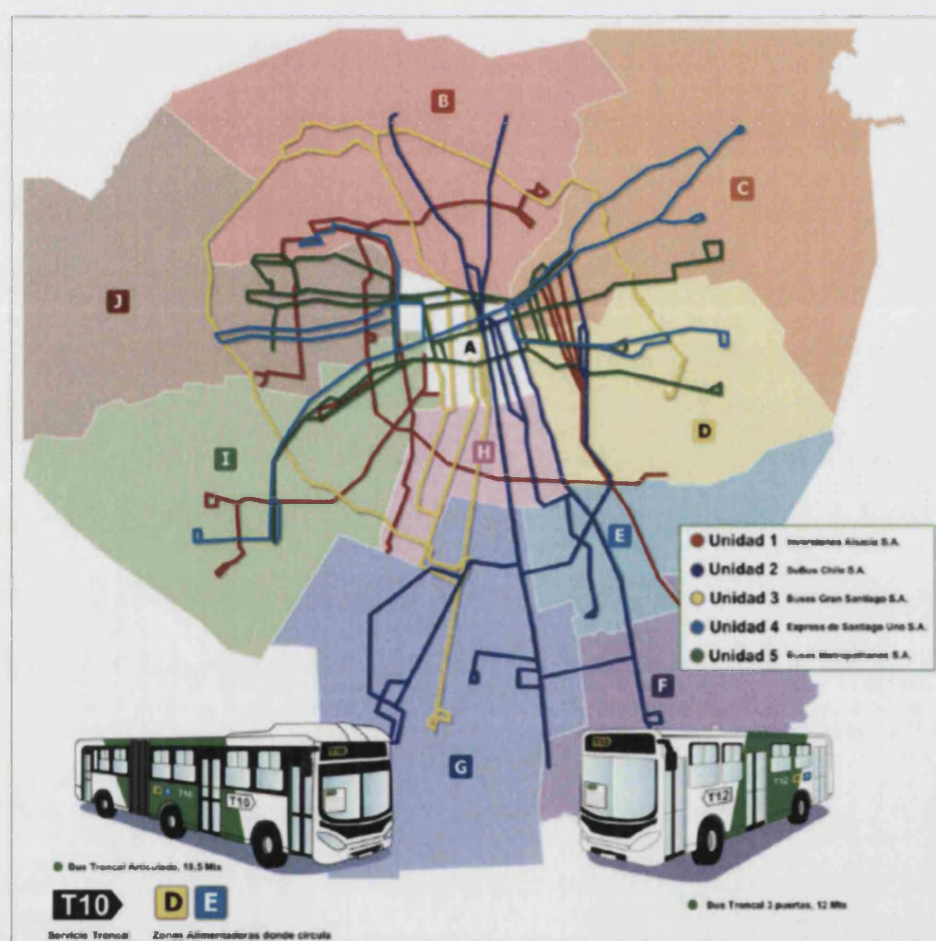 B
C
J
A
D
I
H
E
Unidad 1 Inversiones Alsacia S.A.
Unidad 2 SuBus Chile S.A.
Unidad 3 Buses Gran Santiago S.A.
Unidad 4 Express de Santiago Uno S.A.
Unidad 5 Buses Metropolitanos S.A.
F
G
T10
T12
T12
Bus Troncal Articulado, 18,5 Mts
T10 D E
Bus Troncal 3 puertas, 12 Mts
Servicio Troncal Zonas Alimentadoras donde circula